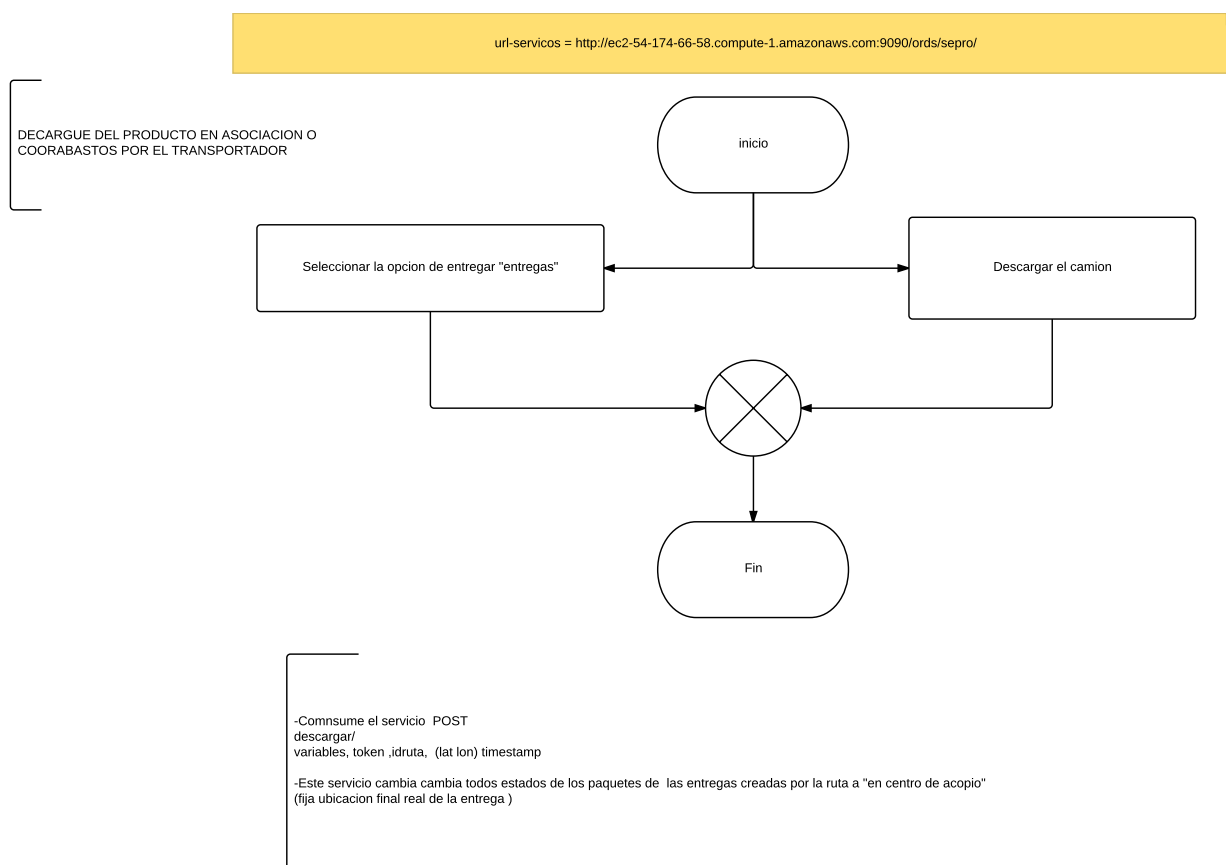 url-servicos = http://ec2-54-174-66-58.compute-1.amazonaws.com:9090/ords/sepro/
DECARGUE DEL PRODUCTO EN ASOCIACION O
COORABASTOS POR EL TRANSPORTADOR
inicio
Seleccionar la opcion de entregar "entregas"
Descargar el camion
Fin
-Comnsume el servicio  POST
descargar/
variables, token ,idruta,  (lat lon) timestamp
-Este servicio cambia cambia todos estados de los paquetes de  las entregas creadas por la ruta a "en centro de acopio"
(fija ubicacion final real de la entrega )